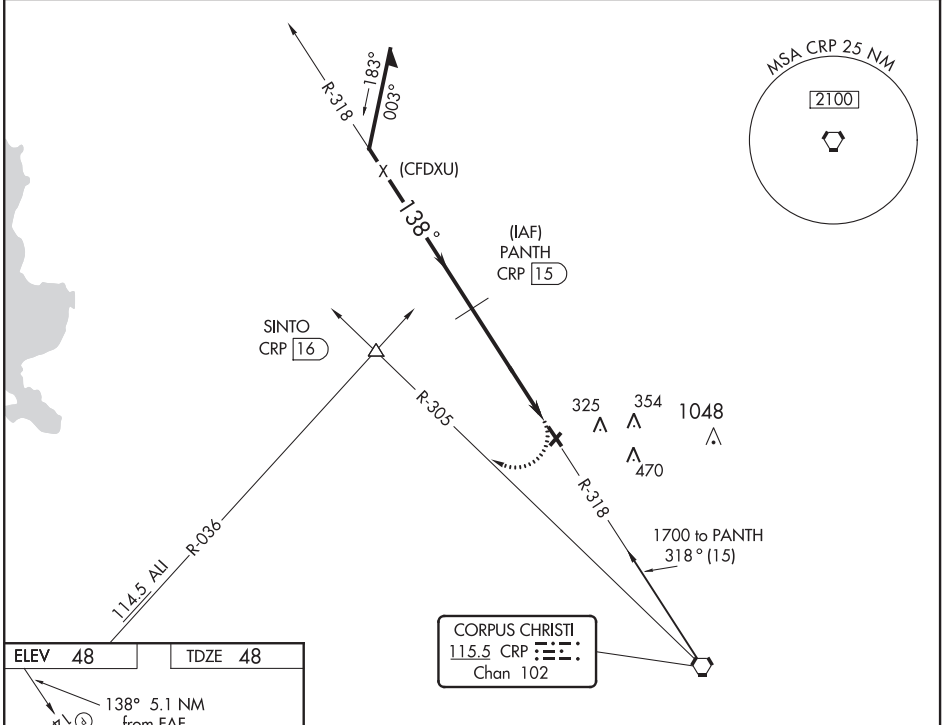 MSA CRP 25 NM
2100
R-318
183°
003°
X (CFDXU)
138°
(IAF)
PANTH
CRP 15
SINTO
CRP 16
R-305
325
354
1048
470
R-318
1700 to PANTH
318° (15)
R-036
114.5 ALI
CORPUS CHRISTI
115.5 CRP
Chan 102
ELEV 48
TDZE 48
138° 5.1 NM
from FAF